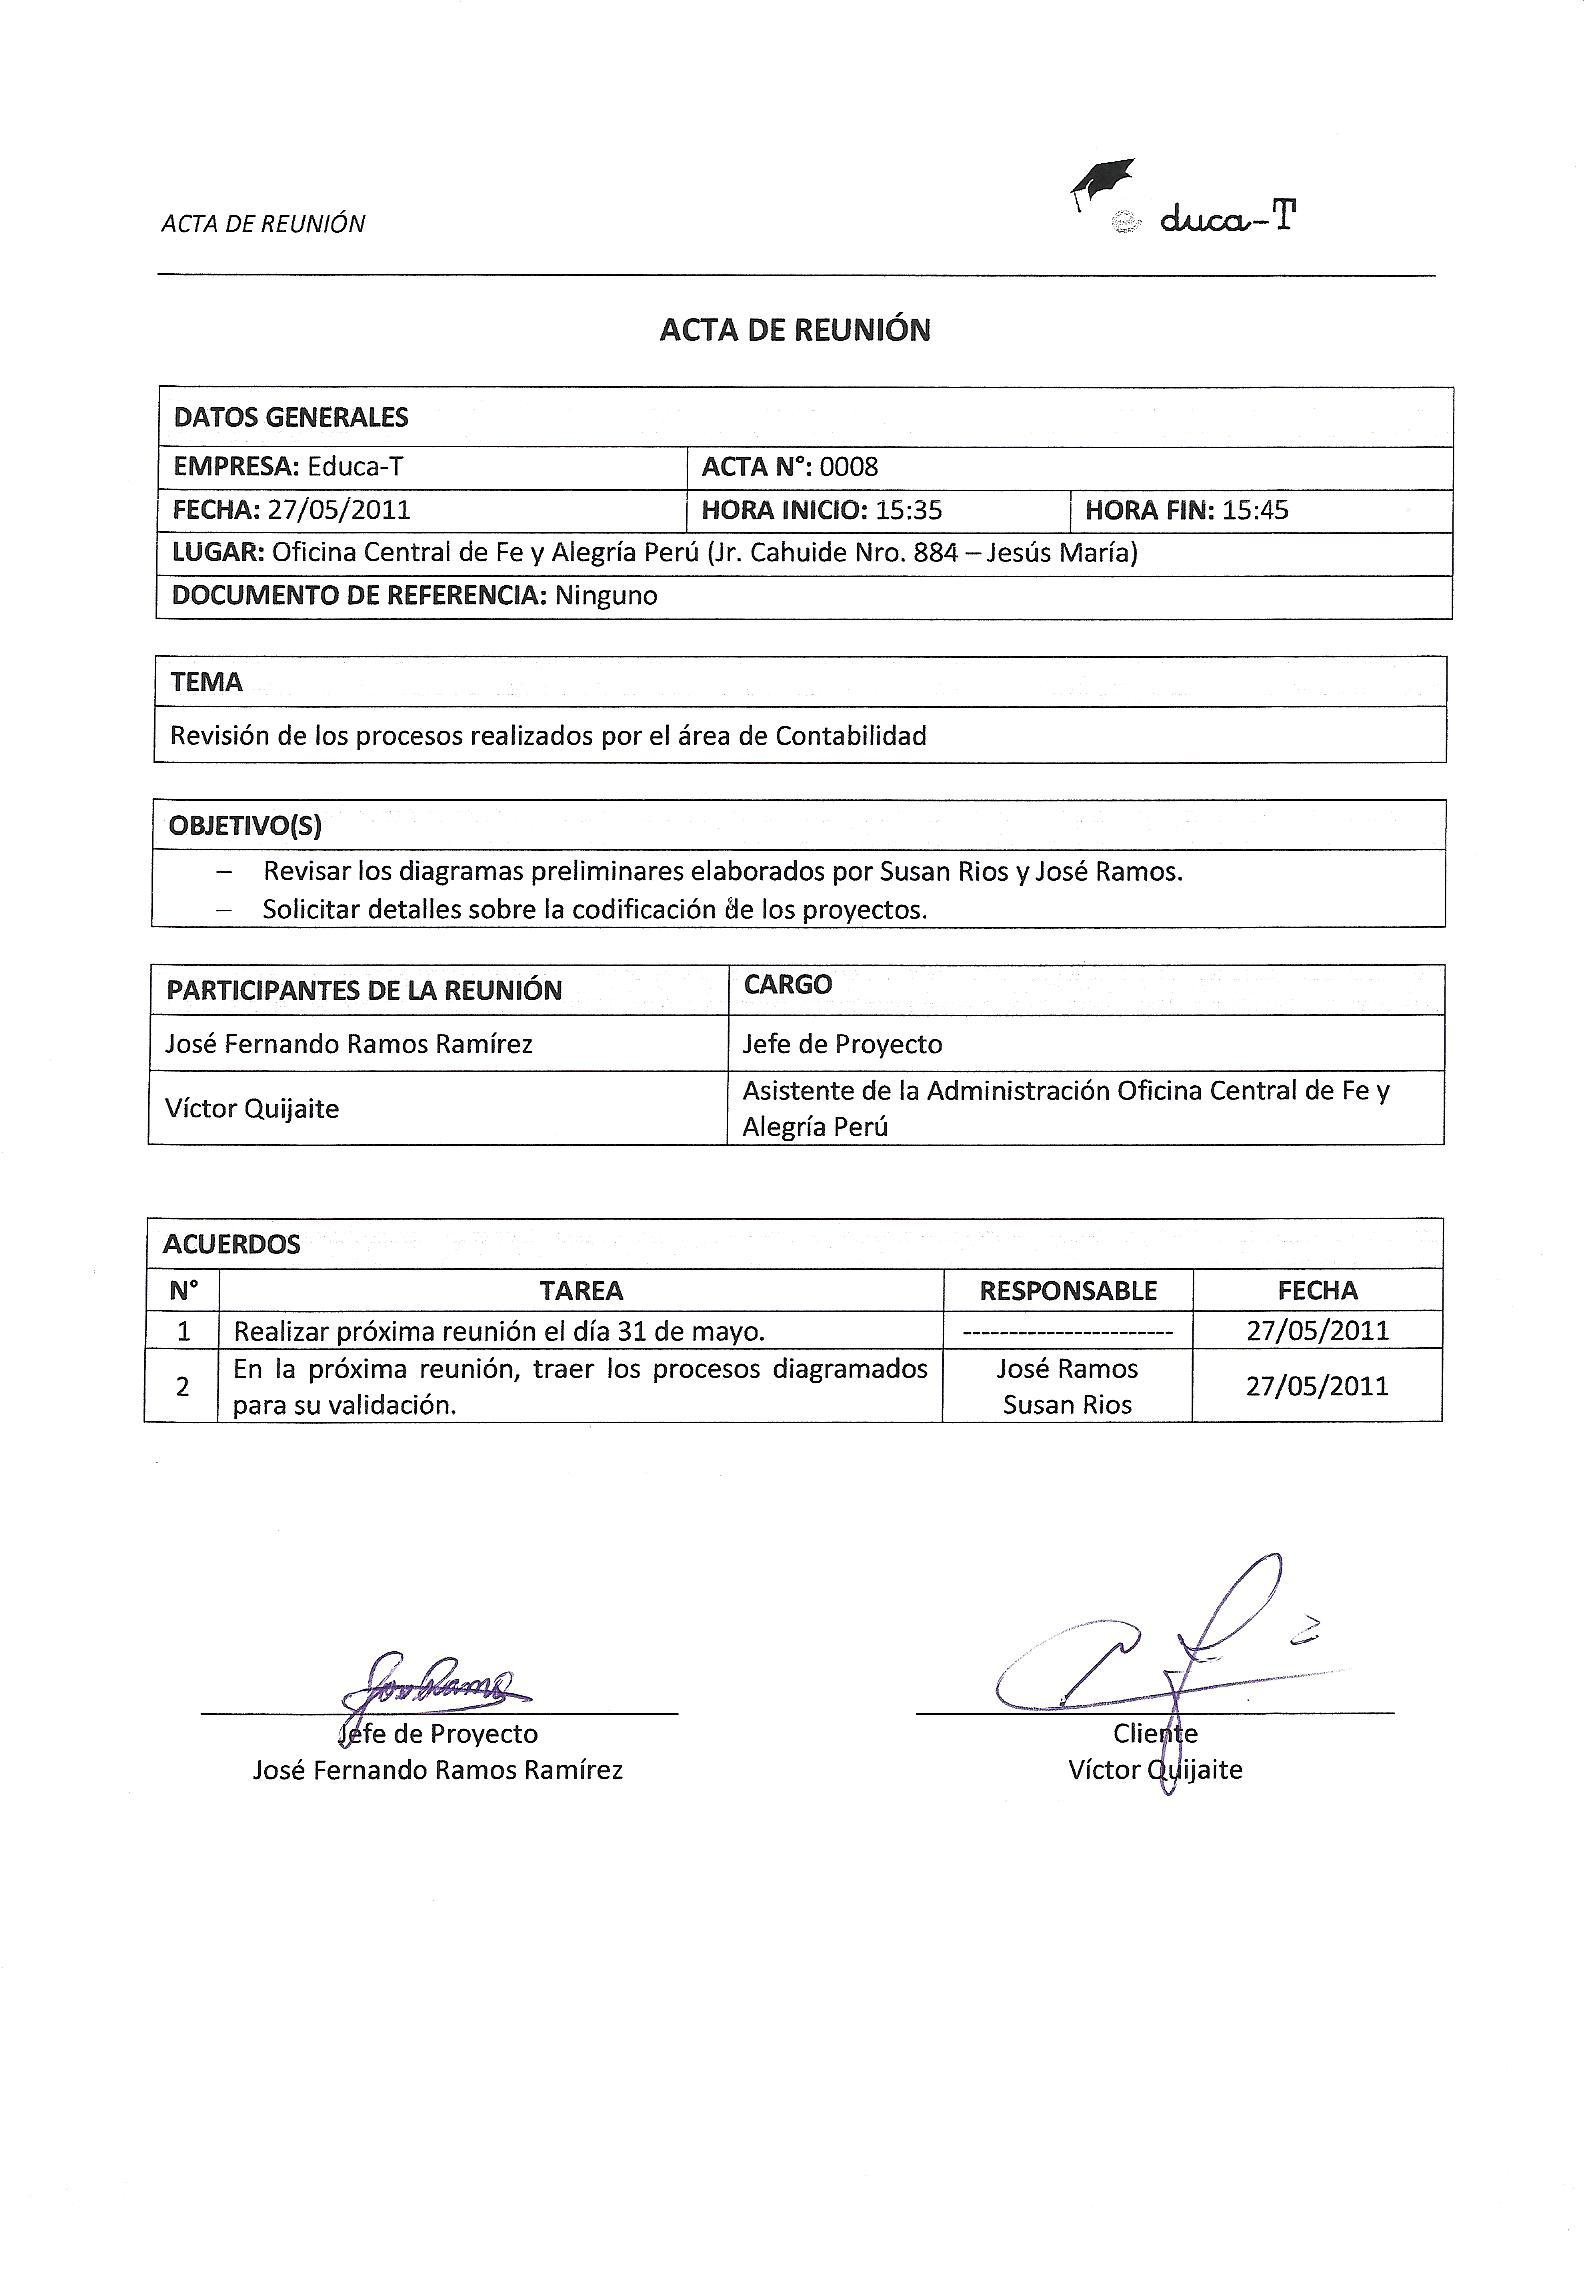 ACTA DE REUNIÓN
e duca-T
ACTA DE REUNIÓN
DATOS GENERALES
EMPRESA: Educa-T
ACTA N°: 0008
FECHA: 27/05/2011
HORA INICIO: 15:35
HORA FIN: 15:45
LUGAR: Oficina Central de Fe y Alegría Perú (Jr. Cahuide Nro. 884 – Jesús María)
DOCUMENTO DE REFERENCIA: Ninguno
TEMA
Revisión de los procesos realizados por el área de Contabilidad
OBJETIVO(S)
– Revisar los diagramas preliminares elaborados por Susan Rios y José Ramos.
– Solicitar detalles sobre la codificación de los proyectos.
PARTICIPANTES DE LA REUNIÓN
CARGO
José Fernando Ramos Ramírez
Jefe de Proyecto
Víctor Quijaite
Asistente de la Administración Oficina Central de Fe y
Alegría Perú
ACUERDOS
N°
TAREA
RESPONSABLE
FECHA
1
Realizar próxima reunión el día 31 de mayo.
-----------------------
27/05/2011
2
En la próxima reunión, traer los procesos diagramados
para su validación.
José Ramos
Susan Rios
27/05/2011
Jose Ramos
Jefe de Proyecto
José Fernando Ramos Ramírez
Cliente
Víctor Quijaite